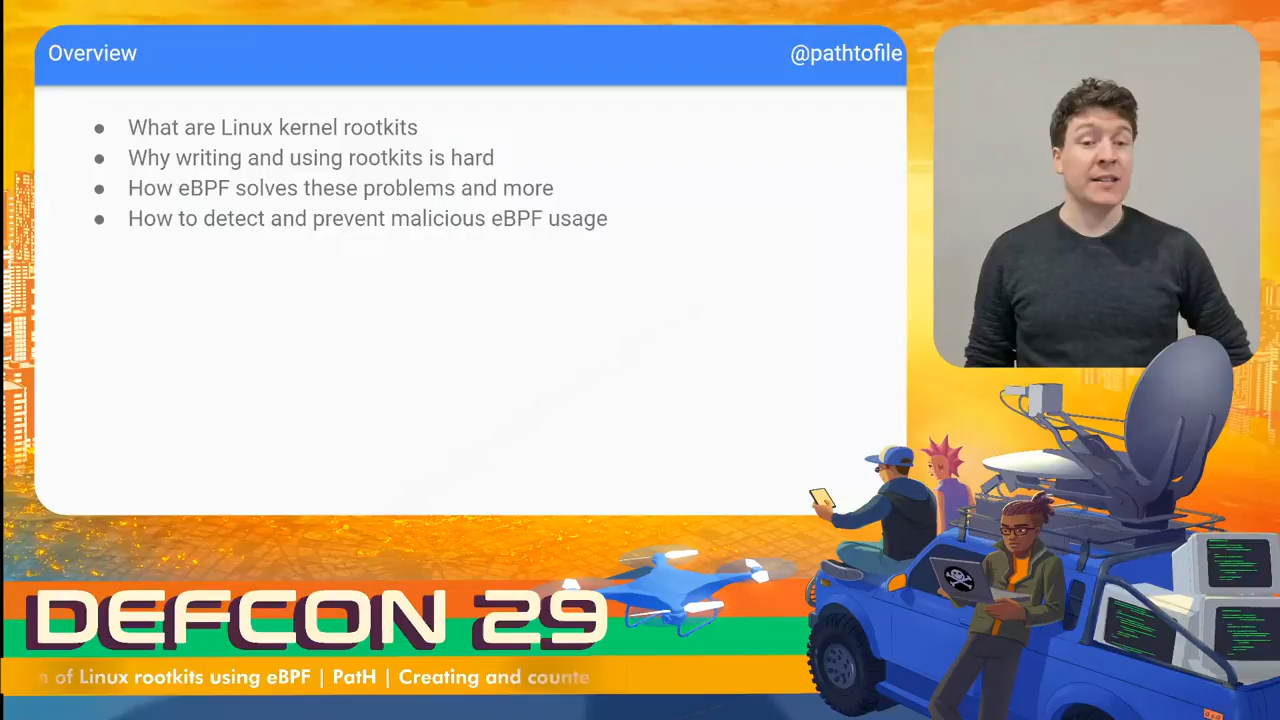 Overview
@pathtofile
What are Linux kernel rootkits
Why writing and using rootkits is hard
How eBPF solves these problems and more
How to detect and prevent malicious eBPF usage
DEFCON 29
of Linux rootkits using eBPF | PatH | Creating and counte